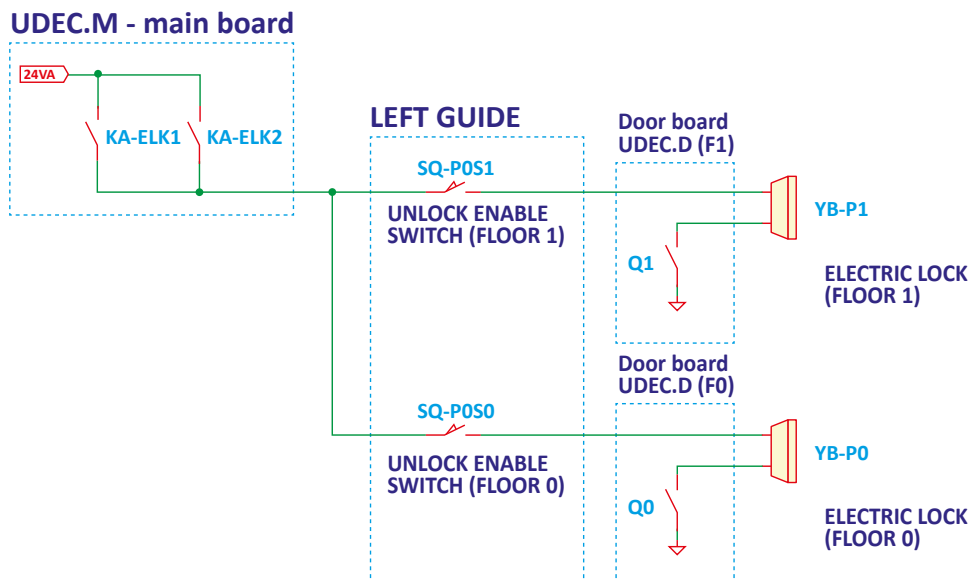 UDEC.M - main board
24VA
KA-ELK1
KA-ELK2
LEFT GUIDE
SQ-P0S1
UNLOCK ENABLE
SWITCH (FLOOR 1)
Door board
UDEC.D (F1)
Q1
YB-P1
ELECTRIC LOCK
(FLOOR 1)
SQ-P0S0
UNLOCK ENABLE
SWITCH (FLOOR 0)
Door board
UDEC.D (F0)
Q0
YB-P0
ELECTRIC LOCK
(FLOOR 0)